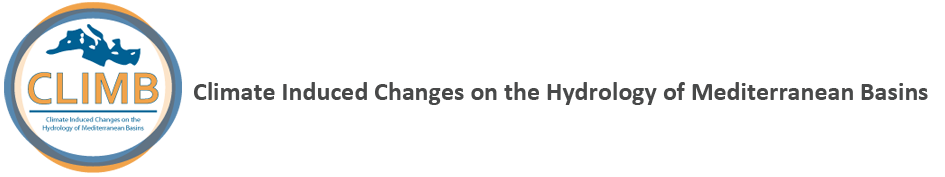 CLIMB
Climate Induced Changes on the
Hydrology of Mediterranean Basins
Climate Induced Changes on the Hydrology of Mediterranean Basins